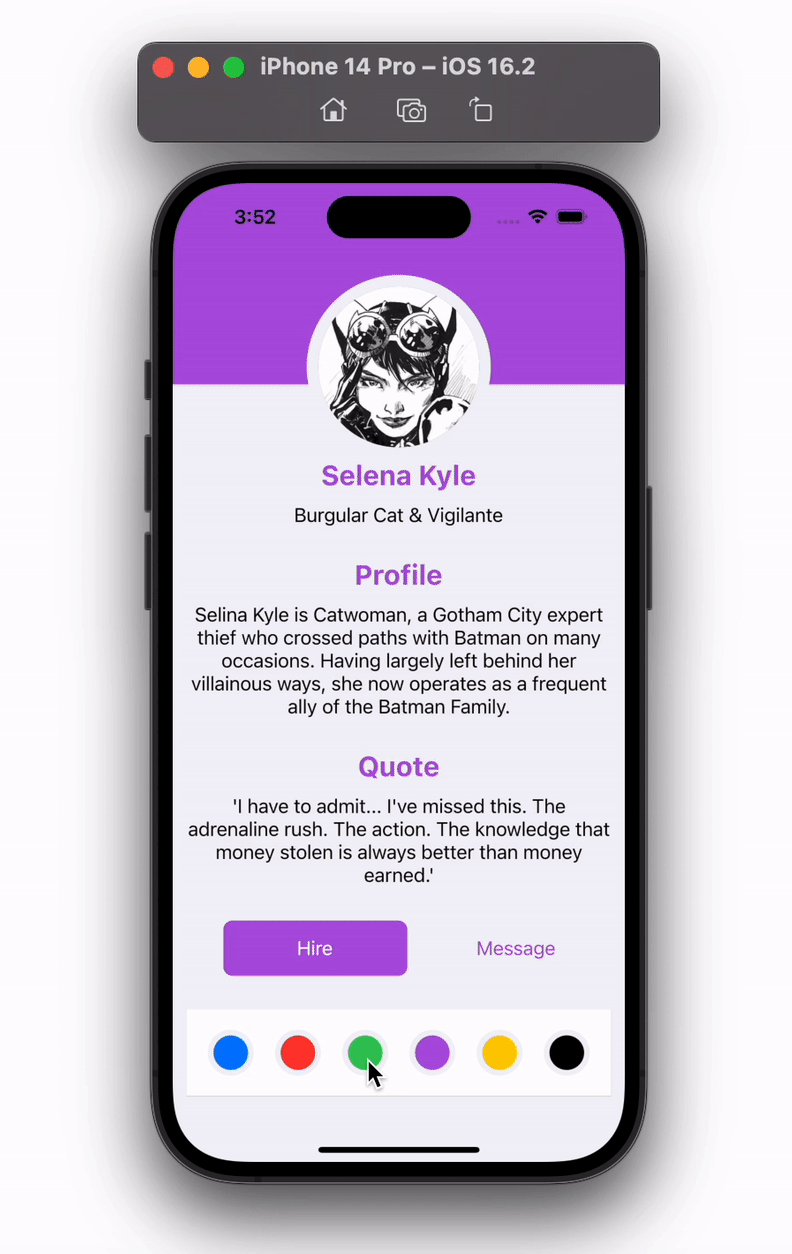 iPhone 14 Pro – iOS 16.2
3:52
Selena Kyle
Burgular Cat & Vigilante
Profile
Selina Kyle is Catwoman, a Gotham City expert
thief who crossed paths with Batman on many
occasions. Having largely left behind her
villainous ways, she now operates as a frequent
ally of the Batman Family.
Quote
'I have to admit... I've missed this. The
adrenaline rush. The action. The knowledge that
money stolen is always better than money
earned.'
Hire Message